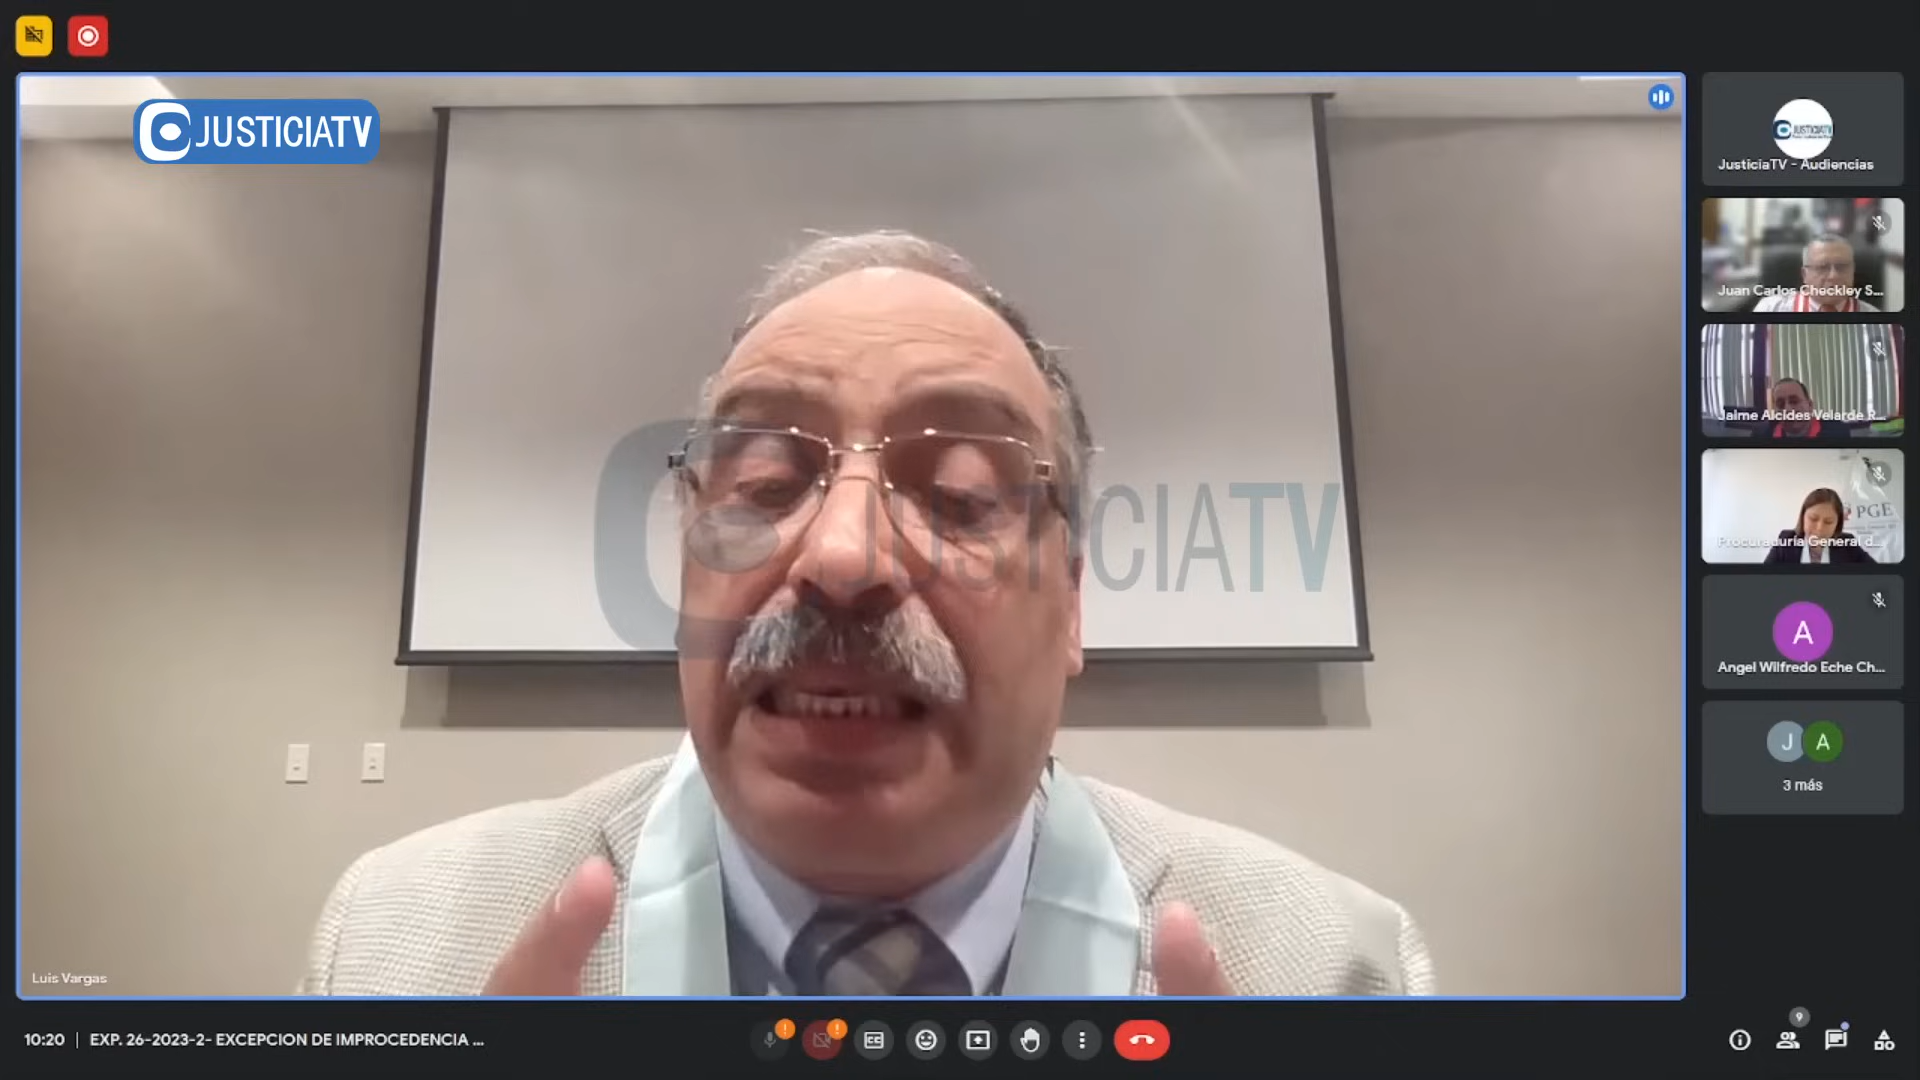 JUSTICIATV
JUSTICIATV
Luis Vargas
JUSTICIATV
JusticiaTV - Audiencias
Juan Carlos Checkley S...
Jaime Alcides Velarde R...
PGE
Procuraduría General d...
A
Angel Wilfredo Eche Ch...
J A
3 más
10:20 | EXP. 26-2023-2- EXCEPCION DE IMPROCEDENCIA ...
9